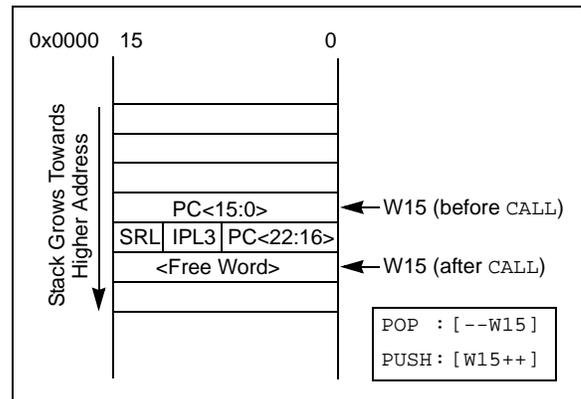 0x0000 15 0
Stack Grows Towards
Higher Address
PC<15:0>
W15 (before CALL)
SRL IPL3 PC<22:16>
<Free Word>
W15 (after CALL)
POP : [--W15]
PUSH: [W15++]